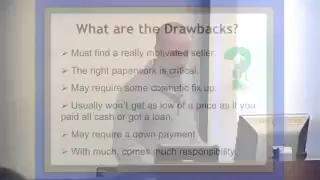 What are the Drawbacks?
➢ Must find a really motivated seller.
➢ The right paperwork is critical.
➢ May require some cosmetic fix up.
➢ Usually won't get as low of a price as if you
paid all cash or got a loan.
➢ May require a down payment
➢ With much, comes much responsibility.